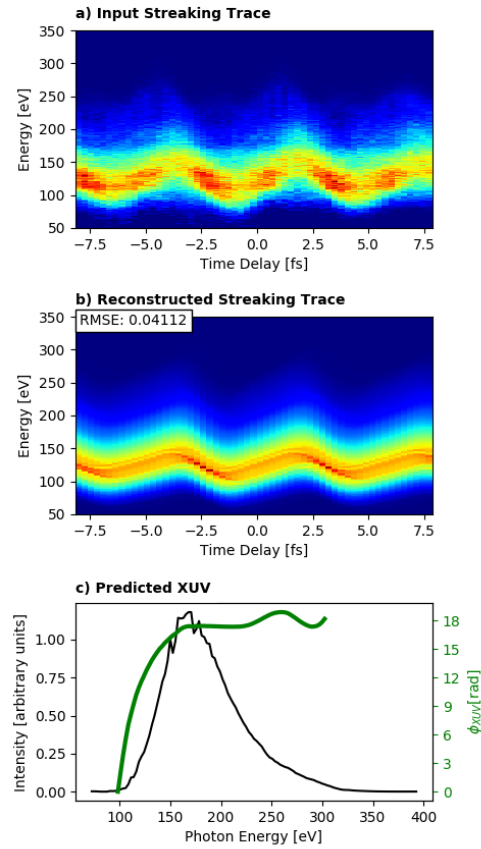 a) Input Streaking Trace
350
300
250
200
150
100
50
Energy [eV]
−7.5 −5.0 −2.5 0.0 2.5 5.0 7.5
Time Delay [fs]
b) Reconstructed Streaking Trace
RMSE: 0.04112
350
300
250
200
150
100
50
Energy [eV]
−7.5 −5.0 −2.5 0.0 2.5 5.0 7.5
Time Delay [fs]
c) Predicted XUV
1.00
0.75
0.50
0.25
0.00
Intensity [arbitrary units]
18
15
12
9
6
3
0
ϕXUV[rad]
100 150 200 250 300 350 400
Photon Energy [eV]